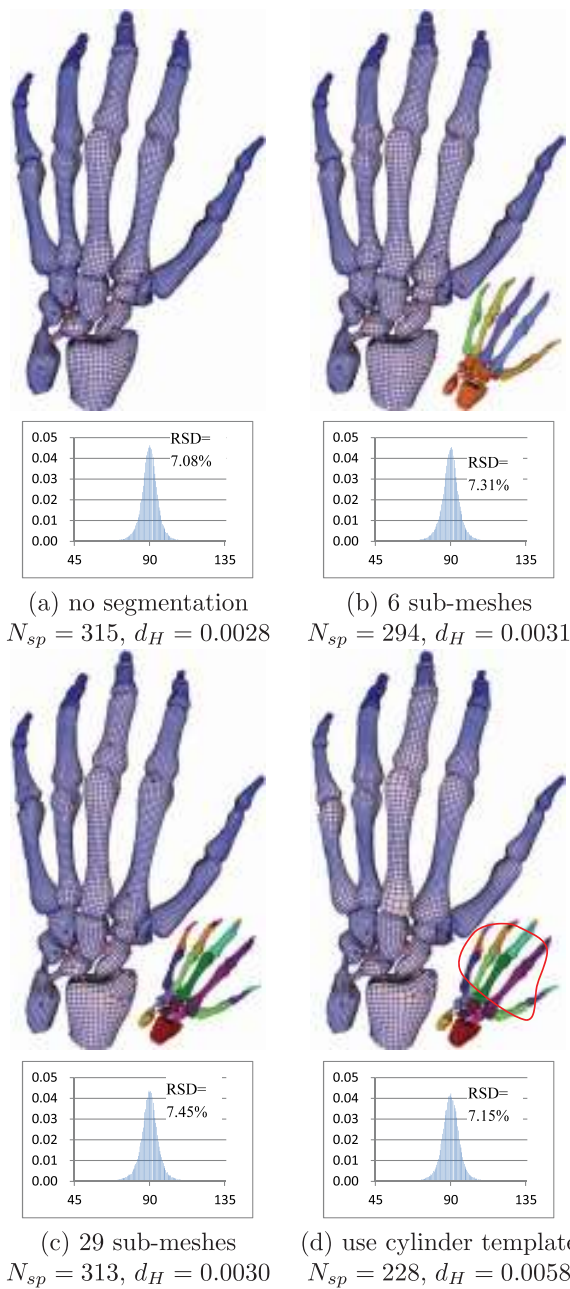 0.05
0.04
0.03
0.02
0.01
0.00
RSD=
7.08%
45 90 135
0.05
0.04
0.03
0.02
0.01
0.00
RSD=
7.31%
45 90 135
(a) no segmentation
N_sp = 315, d_H = 0.0028
(b) 6 sub-meshes
N_sp = 294, d_H = 0.0031
0.05
0.04
0.03
0.02
0.01
0.00
RSD=
7.45%
45 90 135
0.05
0.04
0.03
0.02
0.01
0.00
RSD=
7.15%
45 90 135
(c) 29 sub-meshes
N_sp = 313, d_H = 0.0030
(d) use cylinder template
N_sp = 228, d_H = 0.0058